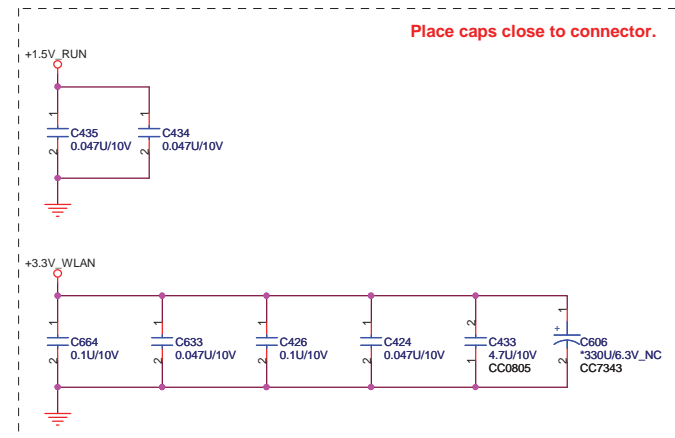 Place caps close to connector.
+1.5V_RUN
1 1
C435 C434
0.047U/10V 0.047U/10V
2 2
+3.3V_WLAN
1 1 1 1 2 1
+
C664 C633 C426 C424 C433 C606
0.1U/10V 0.047U/10V 0.1U/10V 0.047U/10V 4.7U/10V *330U/6.3V_NC
2 2 2 2 1 2
CC0805 CC7343